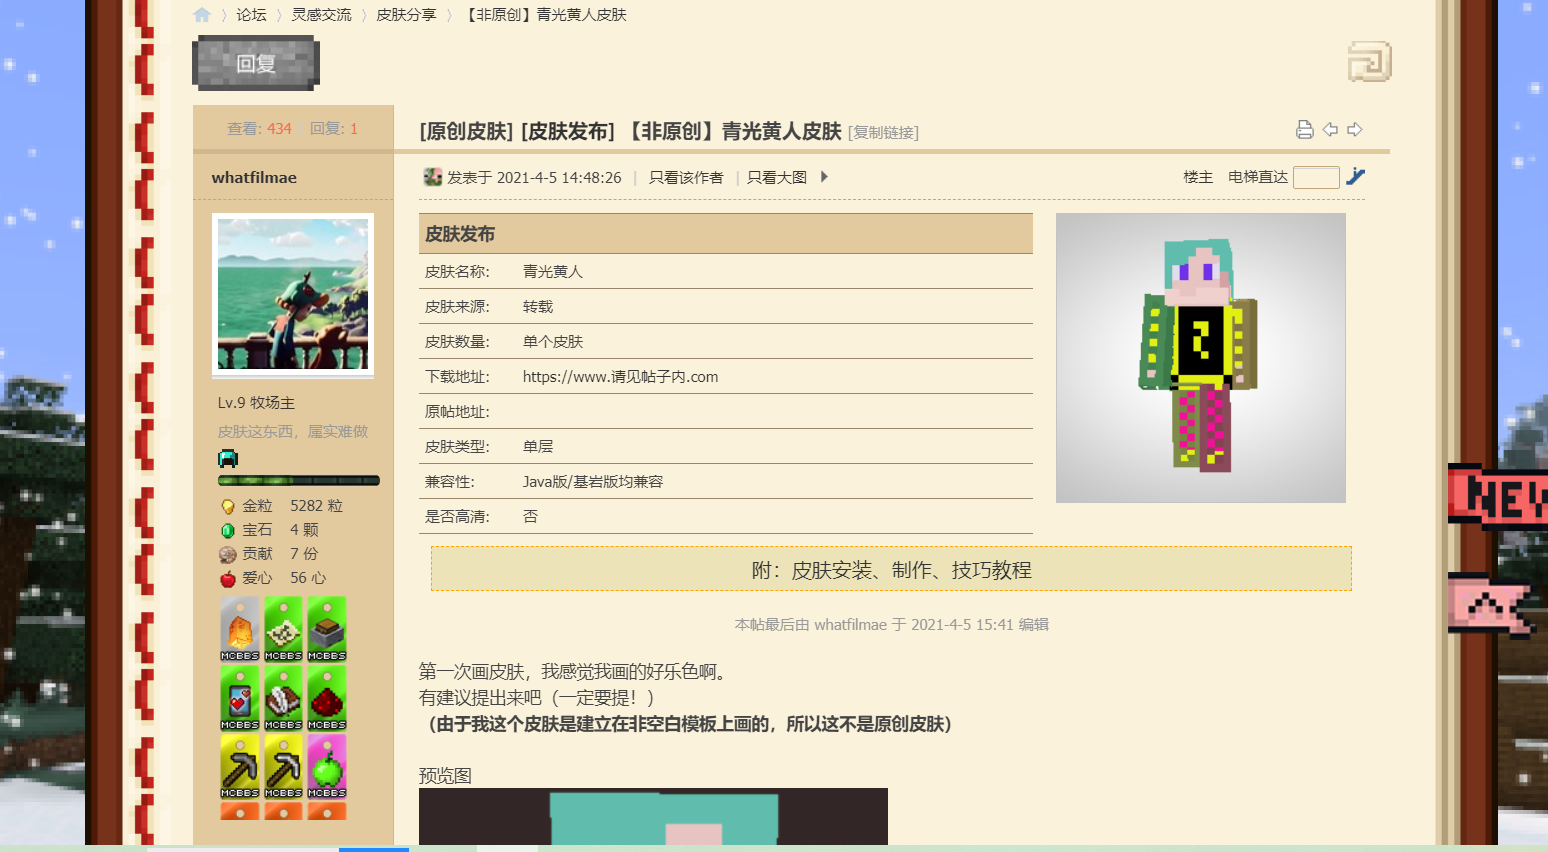 论坛 〉 灵感交流 〉 皮肤分享 〉 【非原创】青光黄人皮肤
回复
查看: 434 回复: 1
[原创皮肤] [皮肤发布] 【非原创】青光黄人皮肤 [复制链接]
whatfilmae
发表于 2021-4-5 14:48:26 | 只看该作者 | 只看大图
楼主 电梯直达
皮肤发布
皮肤名称: 青光黄人
皮肤来源: 转载
皮肤数量: 单个皮肤
下载地址: https://www.请见帖子内.com
原帖地址:
皮肤类型: 单层
兼容性: Java版/基岩版均兼容
是否高清: 否
Lv.9 牧场主
皮肤这东西，属实难做
金粒 5282 粒
宝石 4 颗
贡献 7 份
爱心 56 心
MCBBS MCBBS MCBBS
MCBBS MCBBS MCBBS
MCBBS MCBBS MCBBS
附：皮肤安装、制作、技巧教程
本帖最后由 whatfilmae 于 2021-4-5 15:41 编辑
第一次画皮肤，我感觉我画的好乐色啊。
有建议提出来吧（一定要提！）
（由于我这个皮肤是建立在非空白模板上画的，所以这不是原创皮肤）
预览图
NEW